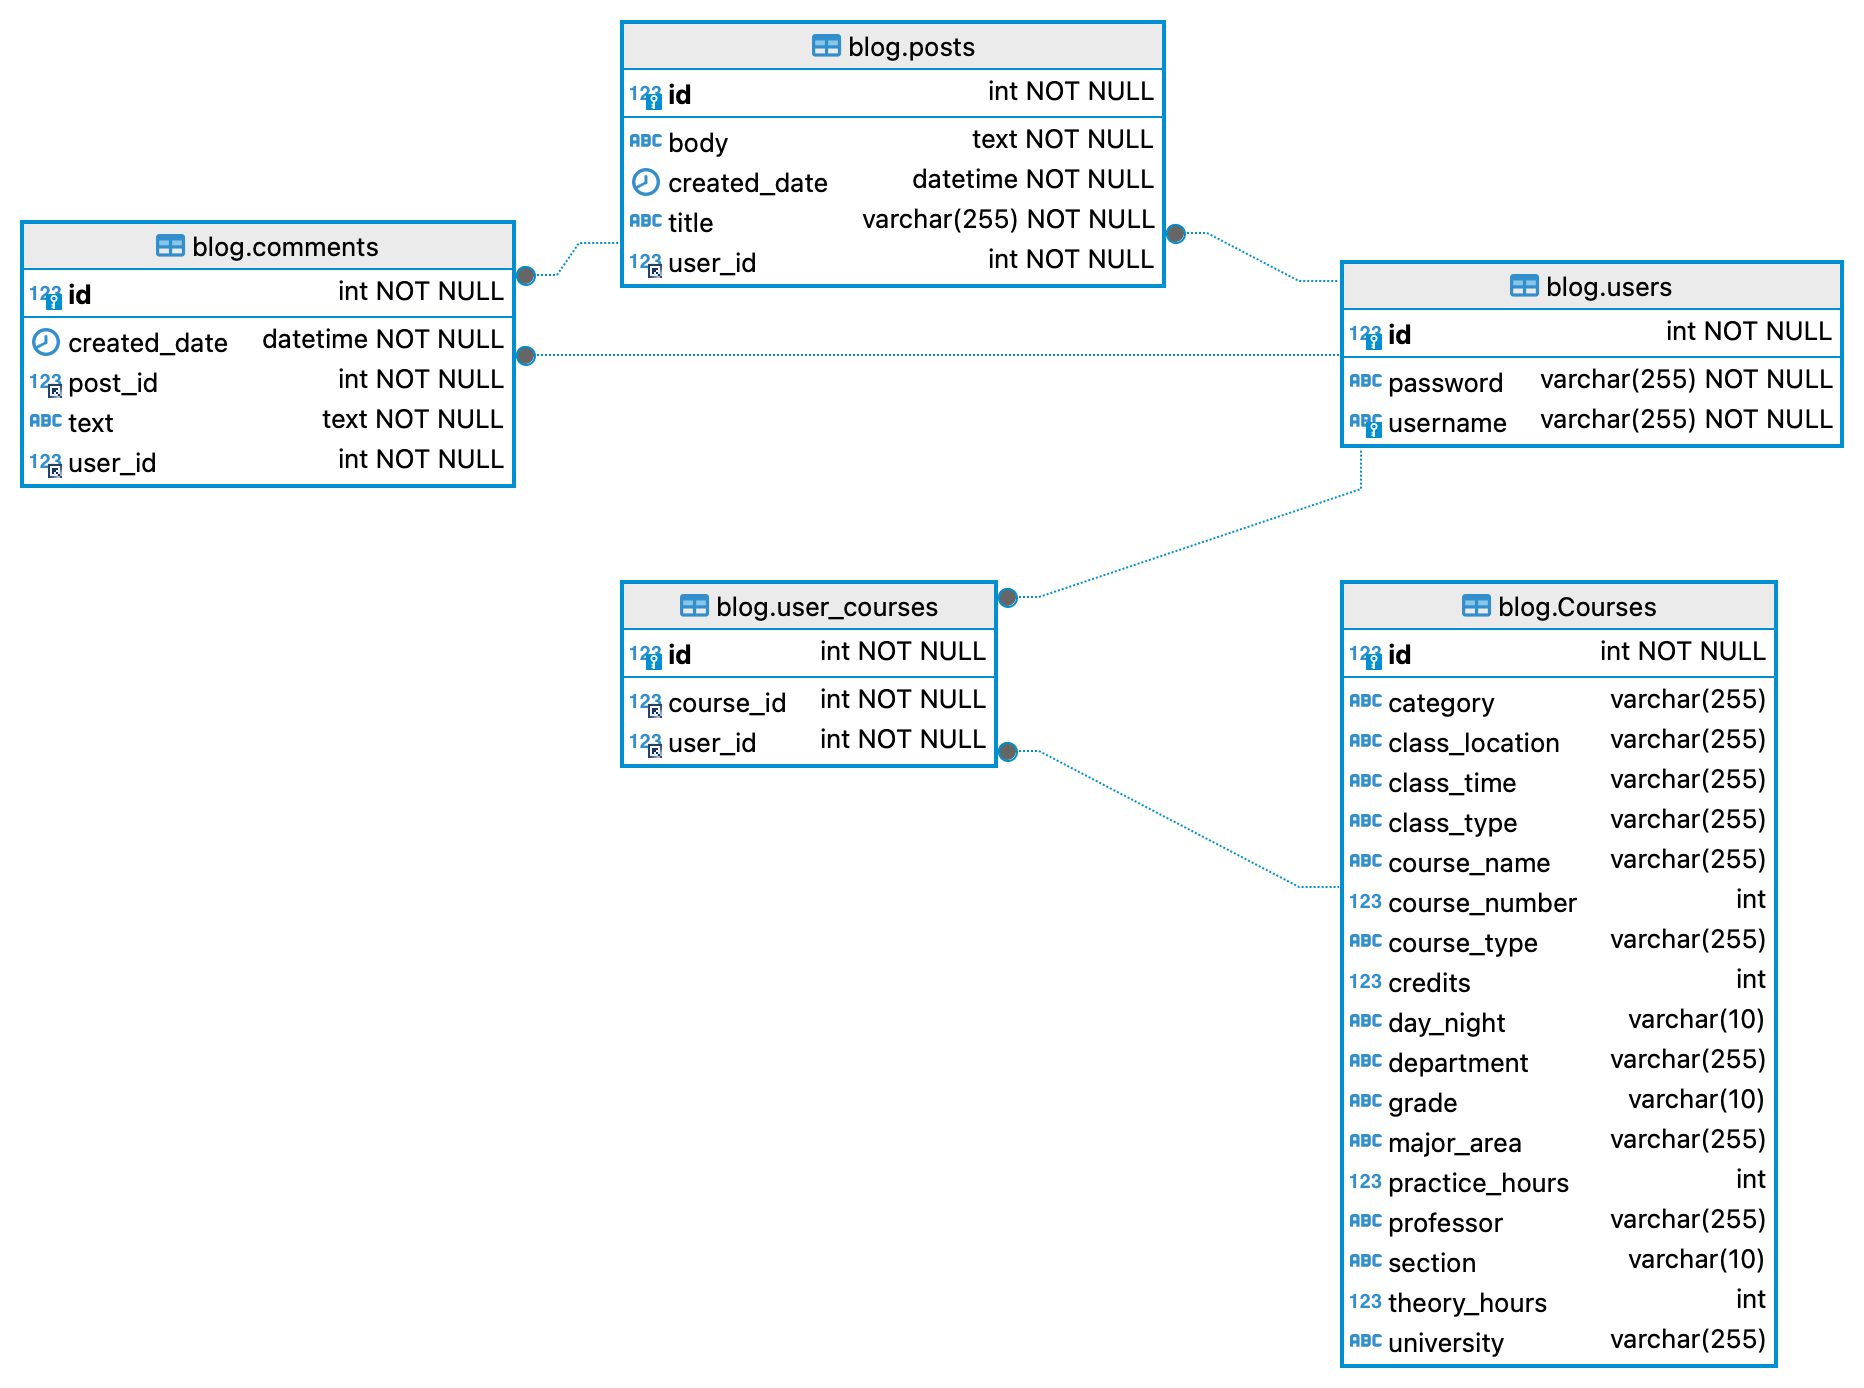 blog.posts
123 id int NOT NULL
ABC body text NOT NULL
created_date datetime NOT NULL
ABC title varchar(255) NOT NULL
123 user_id int NOT NULL
blog.comments
123 id int NOT NULL
created_date datetime NOT NULL
123 post_id int NOT NULL
ABC text text NOT NULL
123 user_id int NOT NULL
blog.users
123 id int NOT NULL
ABC password varchar(255) NOT NULL
ABC username varchar(255) NOT NULL
blog.user_courses
123 id int NOT NULL
123 course_id int NOT NULL
123 user_id int NOT NULL
blog.Courses
123 id int NOT NULL
ABC category varchar(255)
ABC class_location varchar(255)
ABC class_time varchar(255)
ABC class_type varchar(255)
ABC course_name varchar(255)
123 course_number int
ABC course_type varchar(255)
123 credits int
ABC day_night varchar(10)
ABC department varchar(255)
ABC grade varchar(10)
ABC major_area varchar(255)
123 practice_hours int
ABC professor varchar(255)
ABC section varchar(10)
123 theory_hours int
ABC university varchar(255)